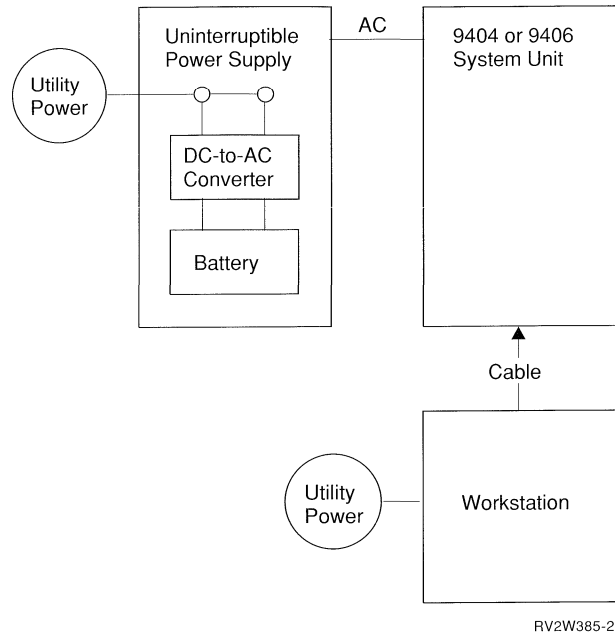 Uninterruptible
Power Supply
AC
9404 or 9406
System Unit
Utility
Power
DC-to-AC
Converter
Battery
Cable
Utility
Power
Workstation
RV2W385-2